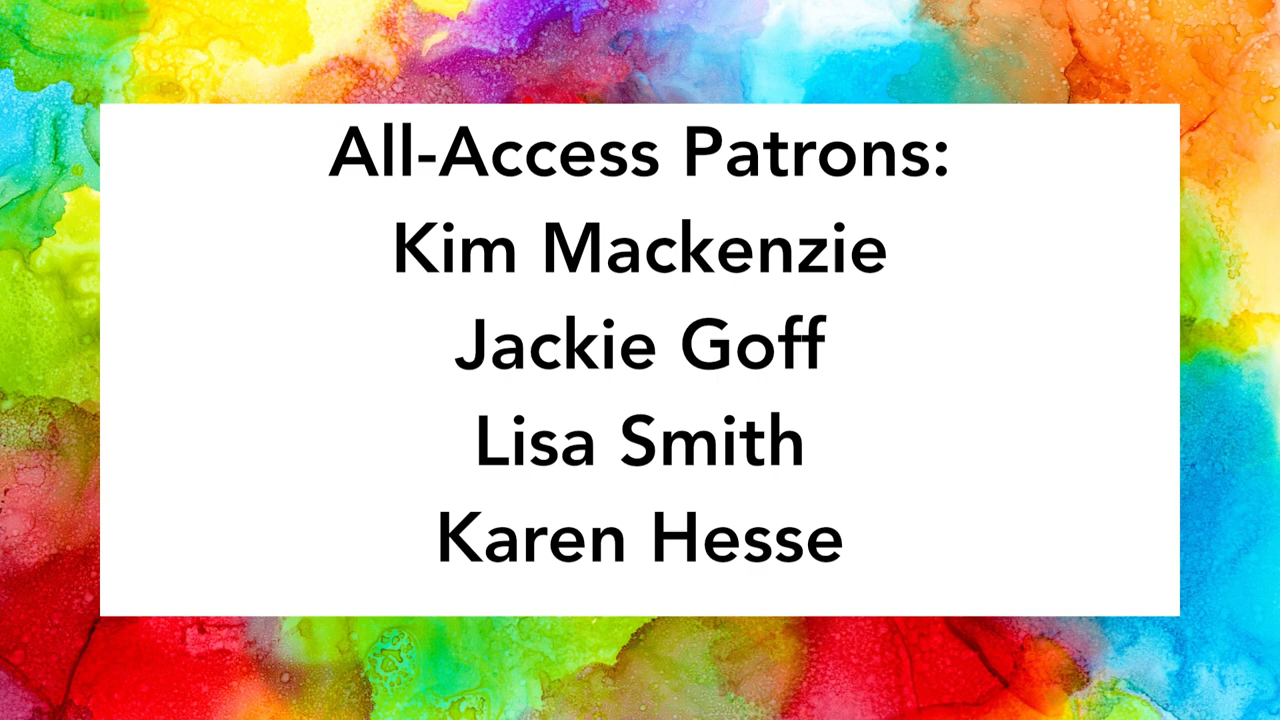 All-Access Patrons:
Kim Mackenzie
Jackie Goff
Lisa Smith
Karen Hesse